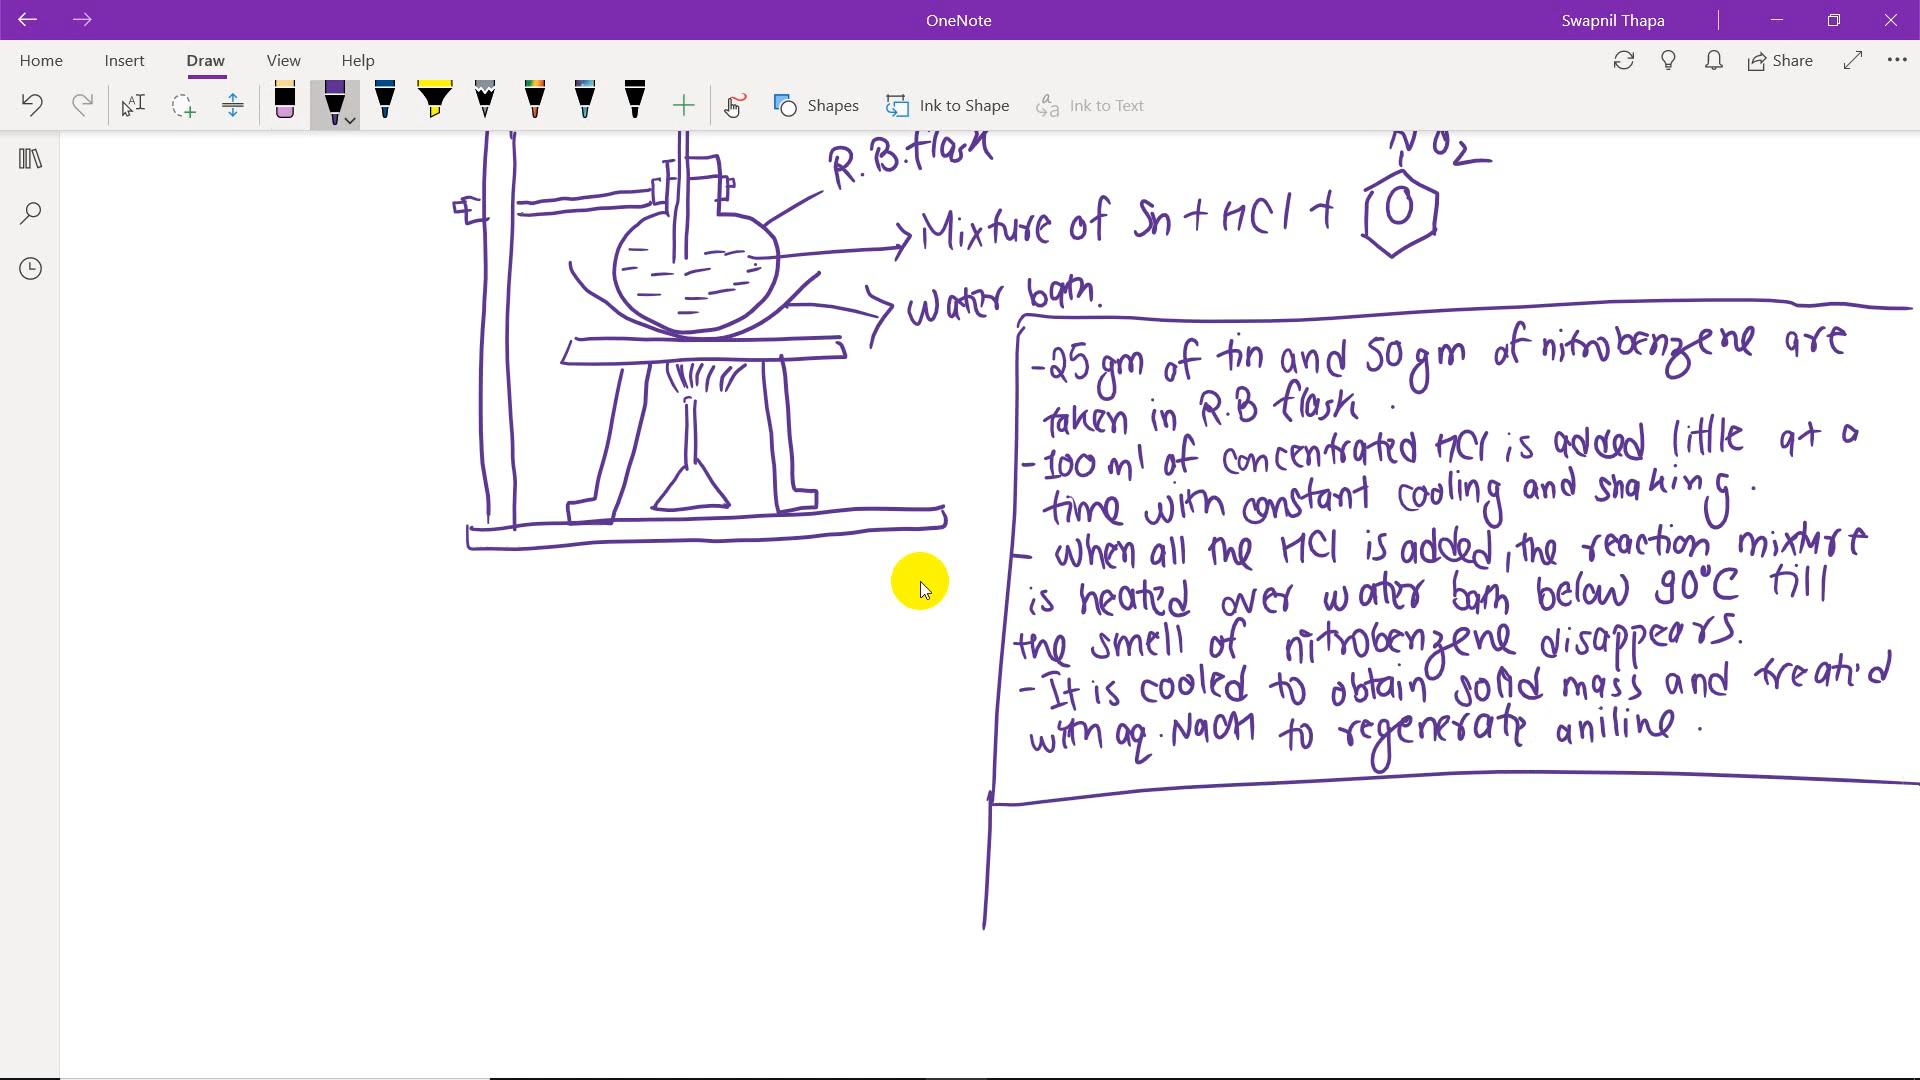 OneNote
Swapnil Thapa
Home Insert Draw View Help
Share
Shapes Ink to Shape Ink to Text
R.B. flask
NO2
Mixture of Sn + HCl +
Water bath.
- 25 gm of tin and 50 gm of nitrobenzene are
taken in R.B flask.
- 100 ml of concentrated HCl is added little at a
time with constant cooling and shaking.
- When all the HCl is added, the reaction mixture
is heated over water bath below 90°C till
the smell of nitrobenzene disappears.
- It is cooled to obtain solid mass and treated
with aq. NaOH to regenerate aniline.